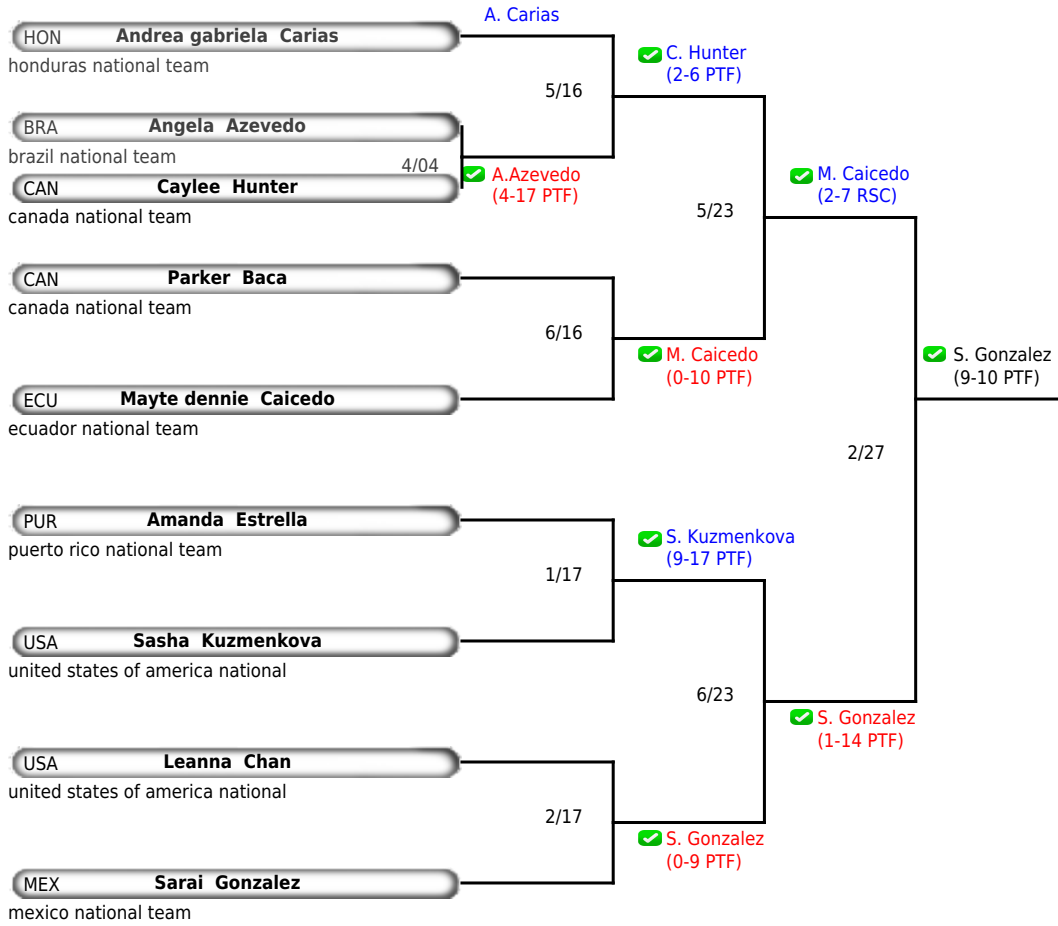 A. Carias
HON Andrea gabriela Carias
honduras national team
C. Hunter
(2-6 PTF)
5/16
BRA Angela Azevedo
brazil national team
4/04
A.Azevedo
(4-17 PTF)
CAN Caylee Hunter
canada national team
M. Caicedo
(2-7 RSC)
5/23
CAN Parker Baca
canada national team
6/16
M. Caicedo
(0-10 PTF)
S. Gonzalez
(9-10 PTF)
ECU Mayte dennie Caicedo
ecuador national team
2/27
PUR Amanda Estrella
puerto rico national team
S. Kuzmenkova
(9-17 PTF)
1/17
USA Sasha Kuzmenkova
united states of america national
6/23
S. Gonzalez
(1-14 PTF)
USA Leanna Chan
united states of america national
2/17
S. Gonzalez
(0-9 PTF)
MEX Sarai Gonzalez
mexico national team